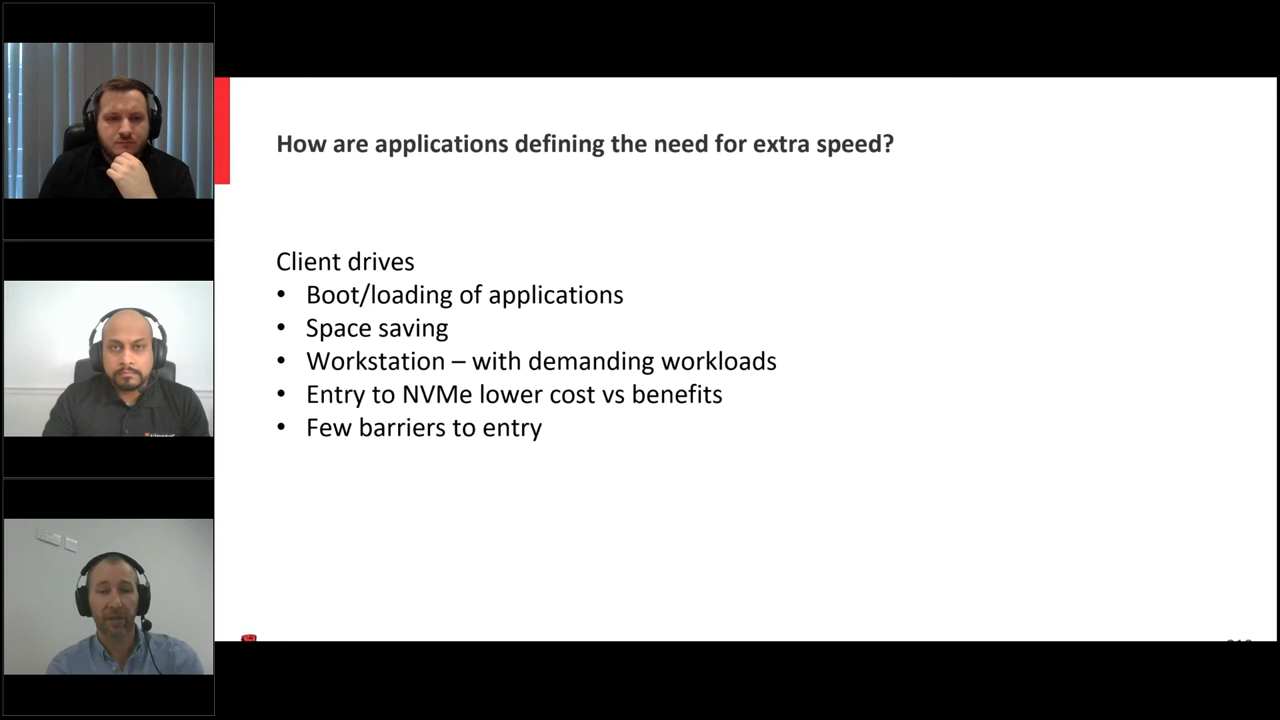 How are applications defining the need for extra speed?
Client drives
• Boot/loading of applications
• Space saving
• Workstation – with demanding workloads
• Entry to NVMe lower cost vs benefits
• Few barriers to entry